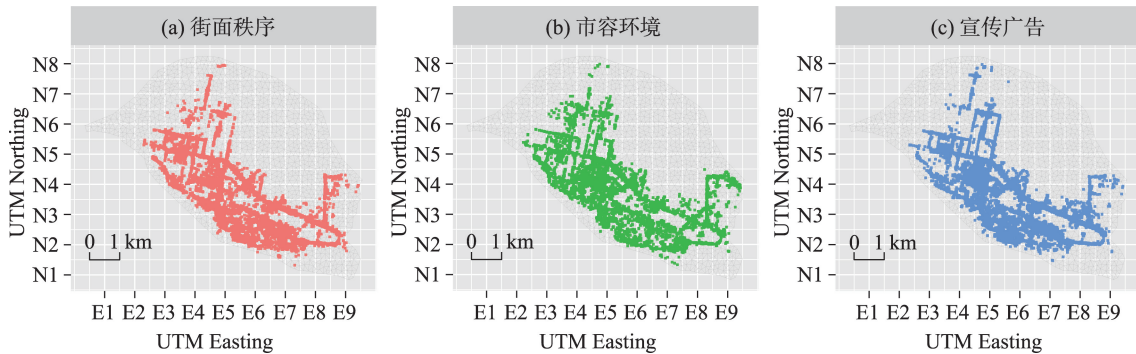 (a) 街面秩序
(b) 市容环境
(c) 宣传广告
UTM Northing
N8
N7
N6
N5
N4
N3
N2
N1
0 1 km
E1 E2 E3 E4 E5 E6 E7 E8 E9
UTM Easting
UTM Northing
N8
N7
N6
N5
N4
N3
N2
N1
0 1 km
E1 E2 E3 E4 E5 E6 E7 E8 E9
UTM Easting
UTM Northing
N8
N7
N6
N5
N4
N3
N2
N1
0 1 km
E1 E2 E3 E4 E5 E6 E7 E8 E9
UTM Easting